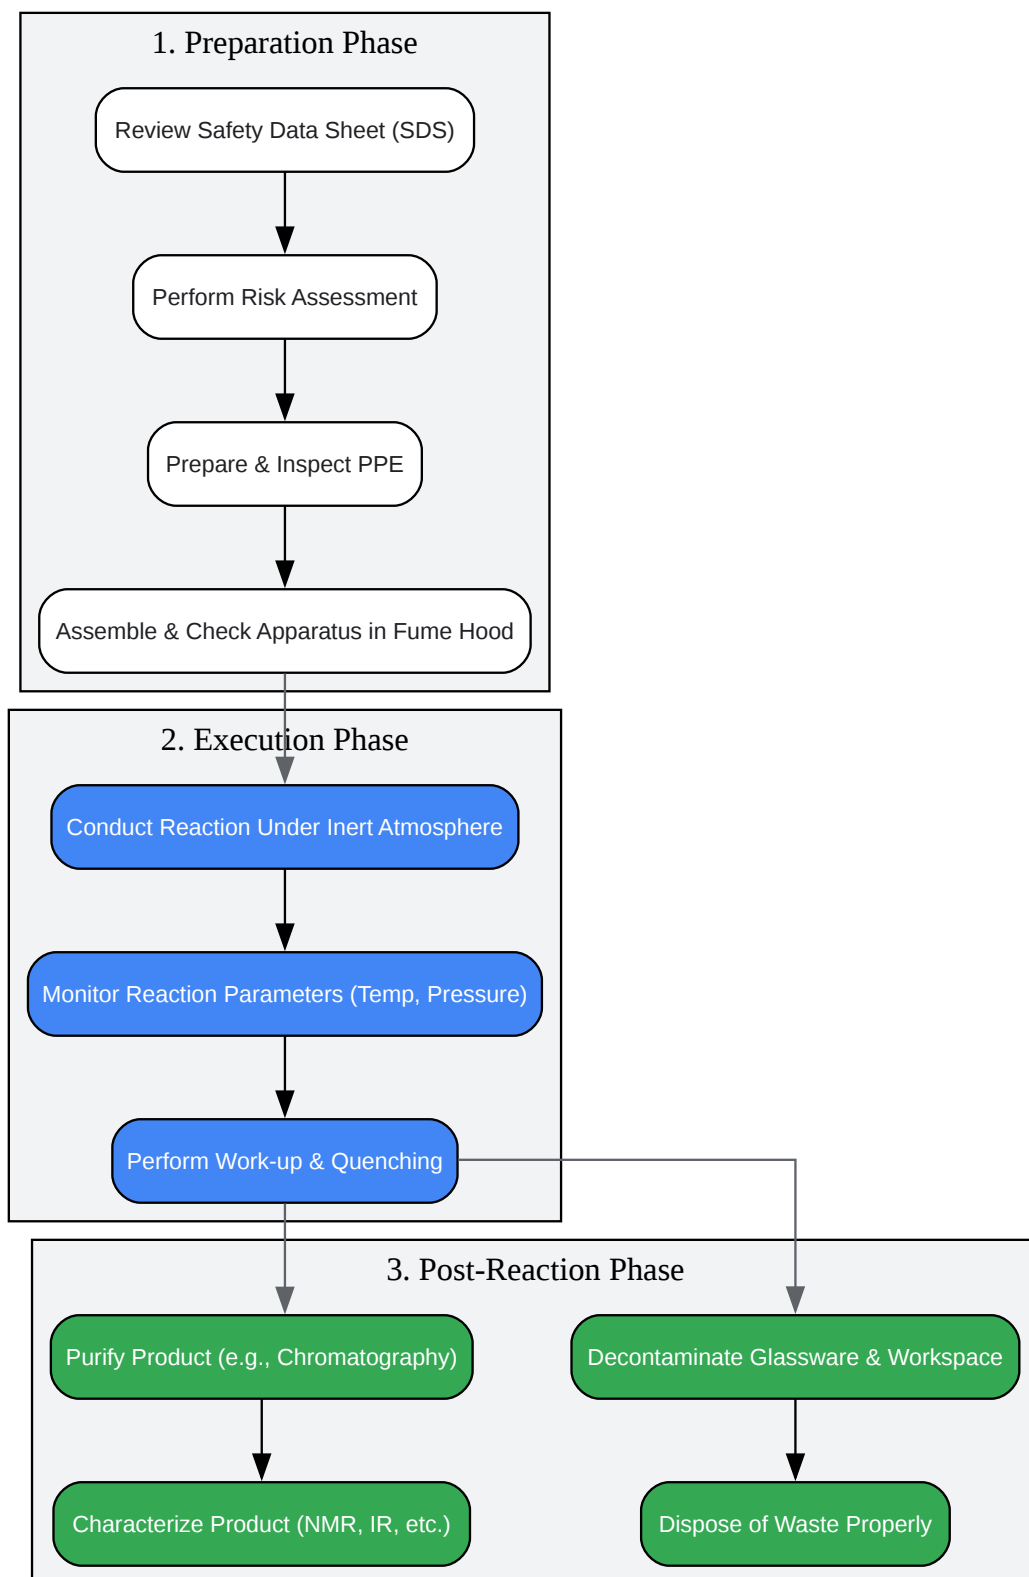 1. Preparation Phase
Review Safety Data Sheet (SDS)
Perform Risk Assessment
Prepare & Inspect PPE
Assemble & Check Apparatus in Fume Hood
2. Execution Phase
Conduct Reaction Under Inert Atmosphere
Monitor Reaction Parameters (Temp, Pressure)
Perform Work-up & Quenching
3. Post-Reaction Phase
Purify Product (e.g., Chromatography)
Decontaminate Glassware & Workspace
Characterize Product (NMR, IR, etc.)
Dispose of Waste Properly